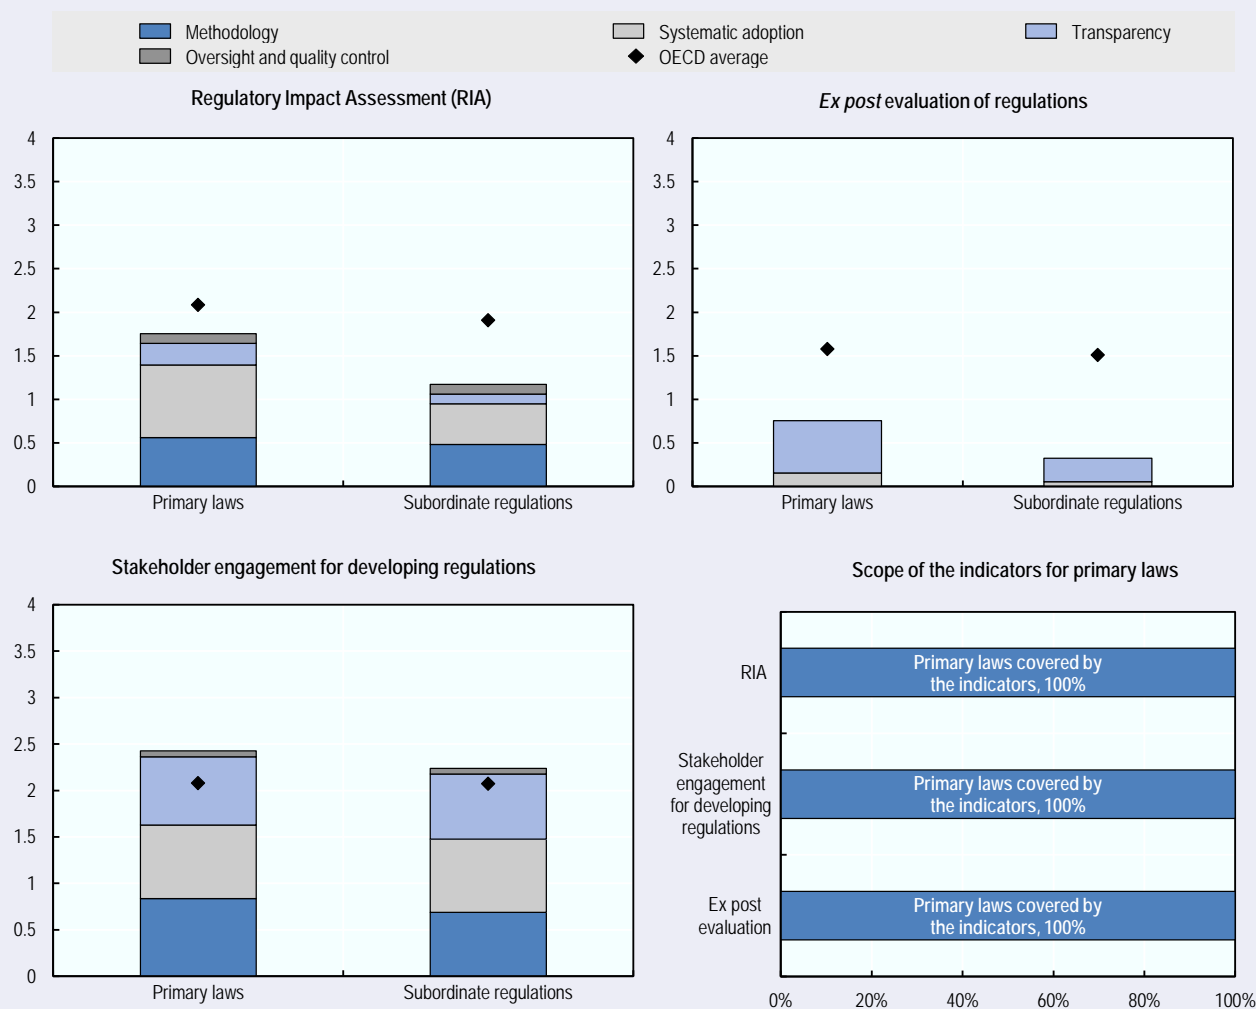 Methodology
Systematic adoption
Transparency
Oversight and quality control
OECD average
Regulatory Impact Assessment (RIA)
4
3.5
3
2.5
2
1.5
1
0.5
0
Primary laws
Subordinate regulations
Ex post evaluation of regulations
4
3.5
3
2.5
2
1.5
1
0.5
0
Primary laws
Subordinate regulations
Stakeholder engagement for developing regulations
4
3.5
3
2.5
2
1.5
1
0.5
0
Primary laws
Subordinate regulations
Scope of the indicators for primary laws
RIA
Primary laws covered by
the indicators, 100%
Stakeholder
engagement
for developing
regulations
Primary laws covered by
the indicators, 100%
Ex post
evaluation
Primary laws covered by
the indicators, 100%
0%
20%
40%
60%
80%
100%